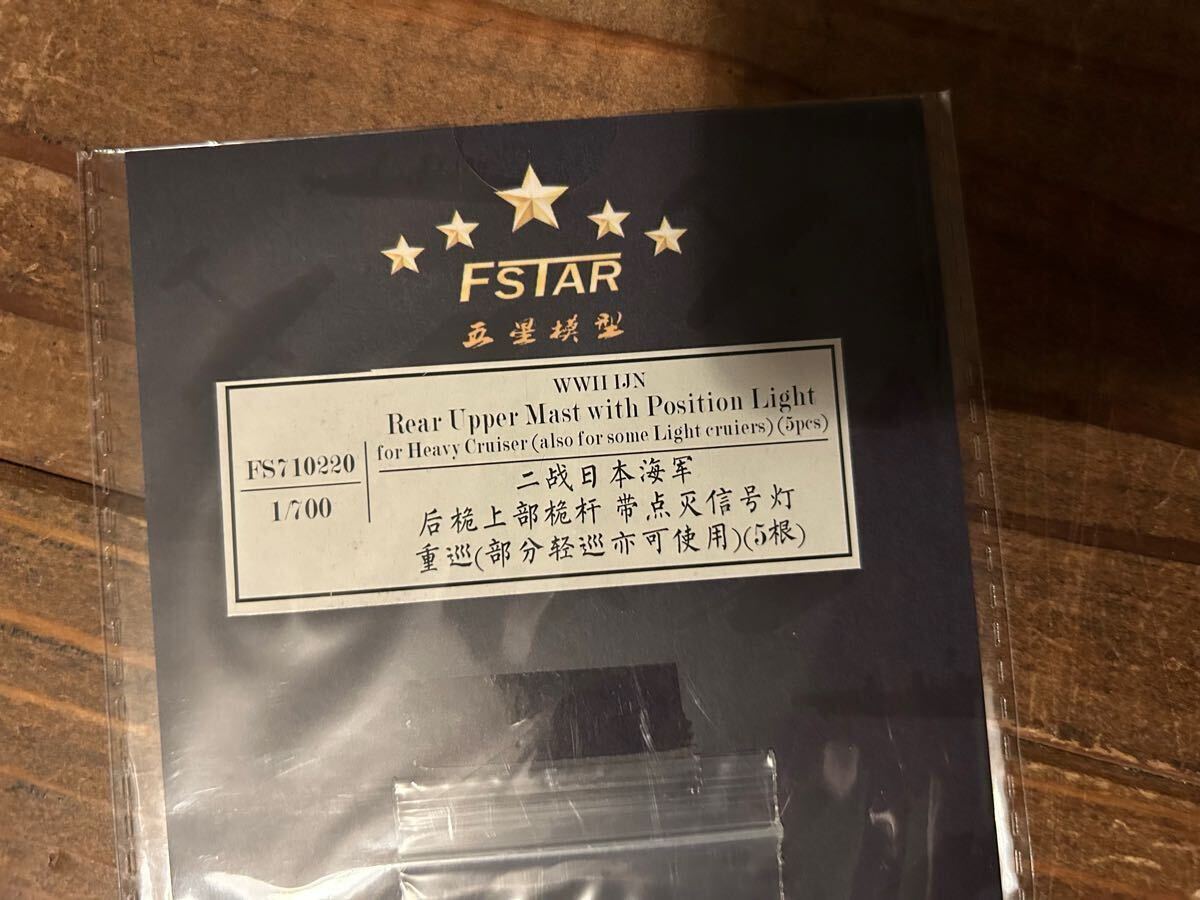 FSTAR
五星模型
WWII IJN
Rear Upper Mast with Position Light
for Heavy Cruiser (also for some Light cruiers) (5pcs)
FS710220
1/700
二战日本海军
后桅上部桅杆 带点灭信号灯
重巡(部分轻巡亦可使用)(5根)